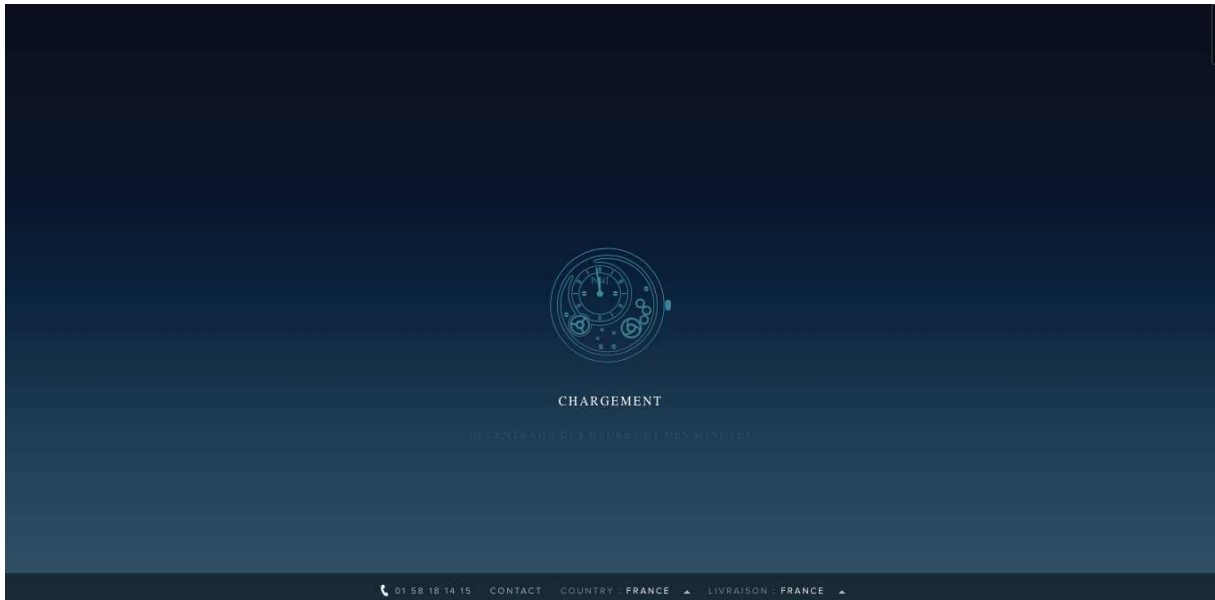 CHARGEMENT
DÉCENTRAGE DES HEURES ET DES MINUTES
01 58 18 14 15 CONTACT COUNTRY : FRANCE LIVRAISON : FRANCE